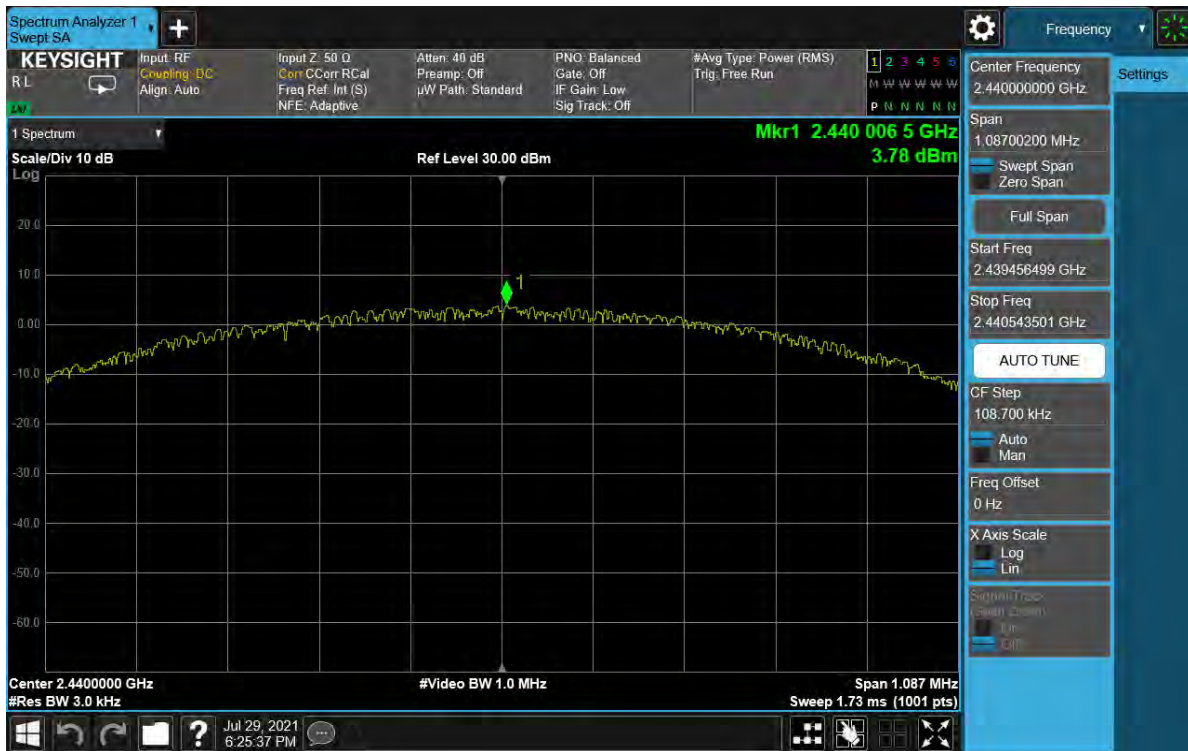 Spectrum Analyzer 1
Swept SA
Frequency
KEYSIGHT
R L
Input: RF
Coupling: DC
Align: Auto
Input Z: 50 Ω
Corr CCorr RCal
Freq Ref: Int (S)
NFE: Adaptive
Atten: 40 dB
Preamp: Off
µW Path: Standard
PNO: Balanced
Gate: Off
IF Gain: Low
Sig Track: Off
#Avg Type: Power (RMS)
Trig: Free Run
1 2 3 4 5 6
M W W W W W
P N N N N N
1 Spectrum
Scale/Div 10 dB
Log
Ref Level 30.00 dBm
Mkr1 2.440 006 5 GHz
3.78 dBm
1
20.0
10.0
0.00
-10.0
-20.0
-30.0
-40.0
-50.0
-60.0
Center 2.4400000 GHz
#Res BW 3.0 kHz
#Video BW 1.0 MHz
Span 1.087 MHz
Sweep 1.73 ms (1001 pts)
Jul 29, 2021
6:25:37 PM
Center Frequency
2.440000000 GHz
Settings
Span
1.08700200 MHz
Swept Span
Zero Span
Full Span
Start Freq
2.439456499 GHz
Stop Freq
2.440543501 GHz
AUTO TUNE
CF Step
108.700 kHz
Auto
Man
Freq Offset
0 Hz
X Axis Scale
Log
Lin
Signal Track
(Span Zoom)
On
Off